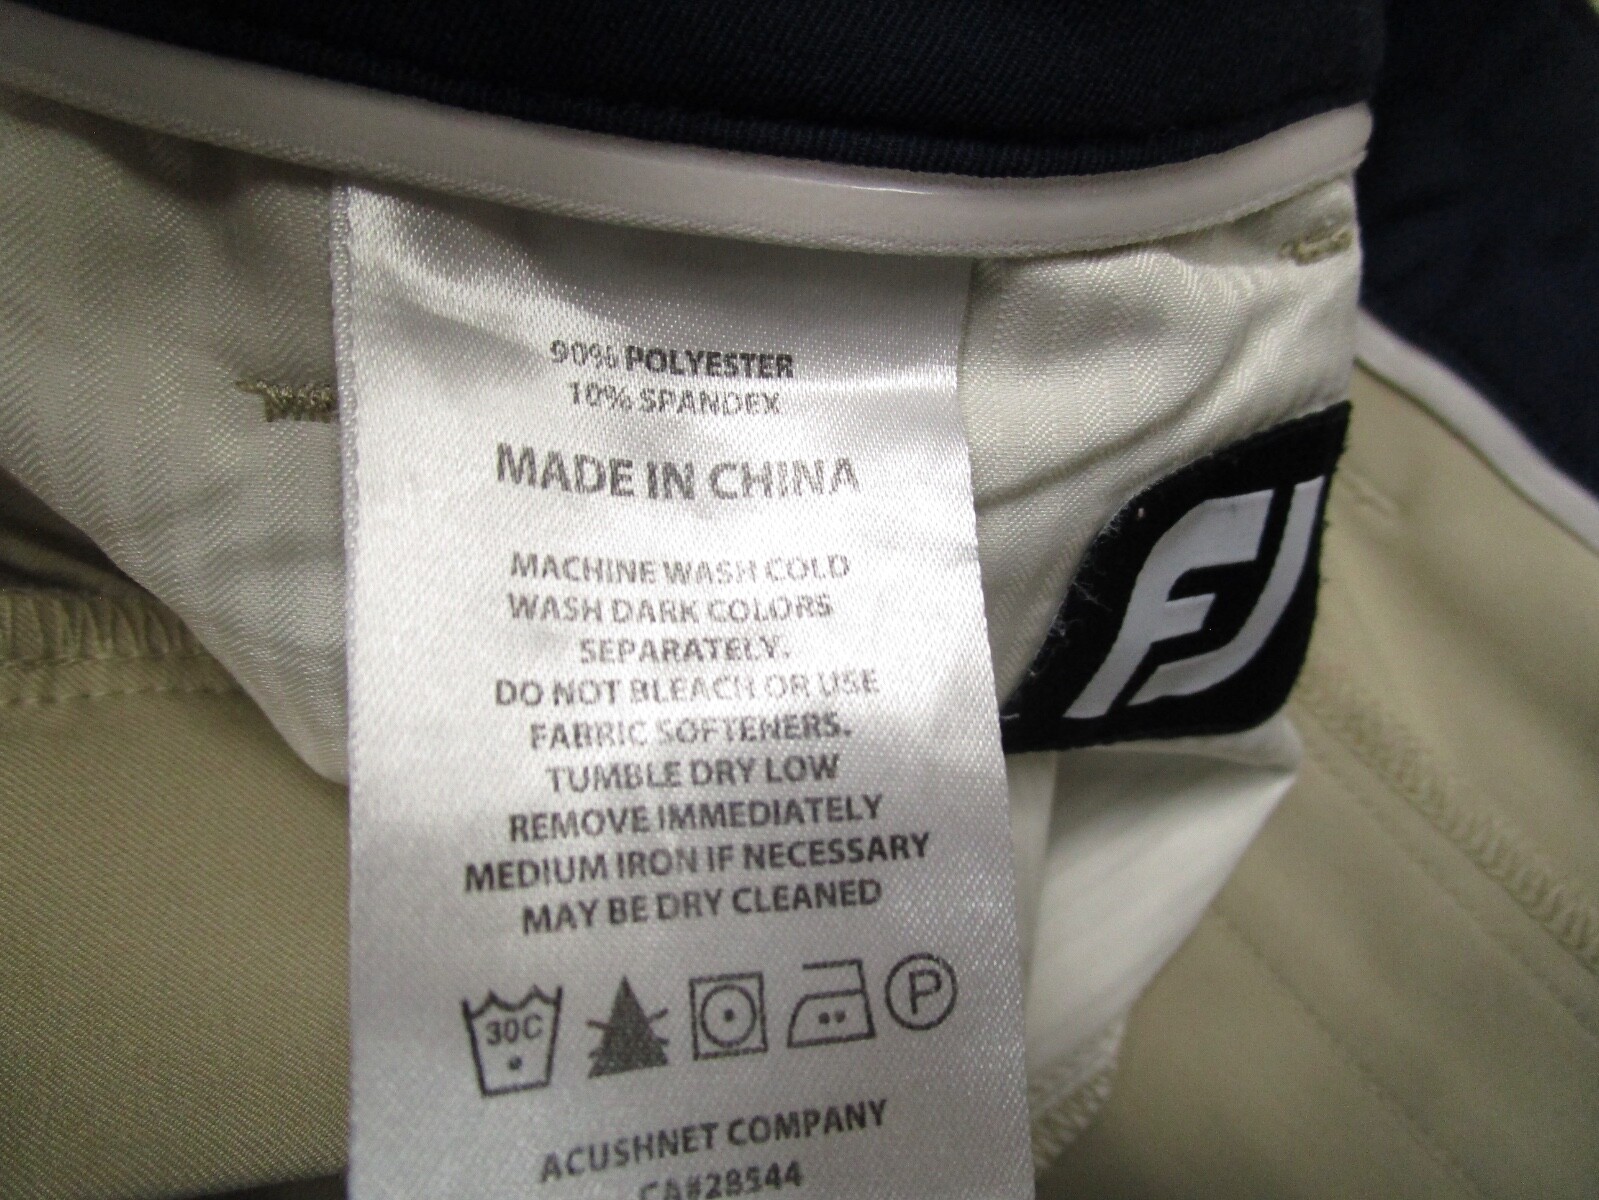 90% POLYESTER
10% SPANDEX
MADE IN CHINA
MACHINE WASH COLD
WASH DARK COLORS
SEPARATELY.
DO NOT BLEACH OR USE
FABRIC SOFTENERS.
TUMBLE DRY LOW
REMOVE IMMEDIATELY
MEDIUM IRON IF NECESSARY
MAY BE DRY CLEANED
30C
P
ACUSHNET COMPANY
CA#28544
FJ